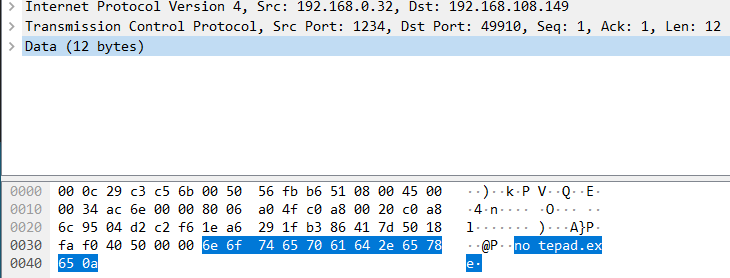 Internet Protocol Version 4, Src: 192.168.0.32, Dst: 192.168.108.149
Transmission Control Protocol, Src Port: 1234, Dst Port: 49910, Seq: 1, Ack: 1, Len: 12
Data (12 bytes)
0000 00 0c 29 c3 c5 6b 00 50 56 fb b6 51 08 00 45 00 ··)··k·P V··Q··E·
0010 00 34 ac 6e 00 00 80 06 a0 4f c0 a8 00 20 c0 a8 ·4·n···· ·O··· ··
0020 6c 95 04 d2 c2 f6 1e a6 29 1f b3 86 41 7d 50 18 l······· )···A}P·
0030 fa f0 40 50 00 00 6e 6f 74 65 70 61 64 2e 65 78 ··@P··no tepad.ex
0040 65 0a e·